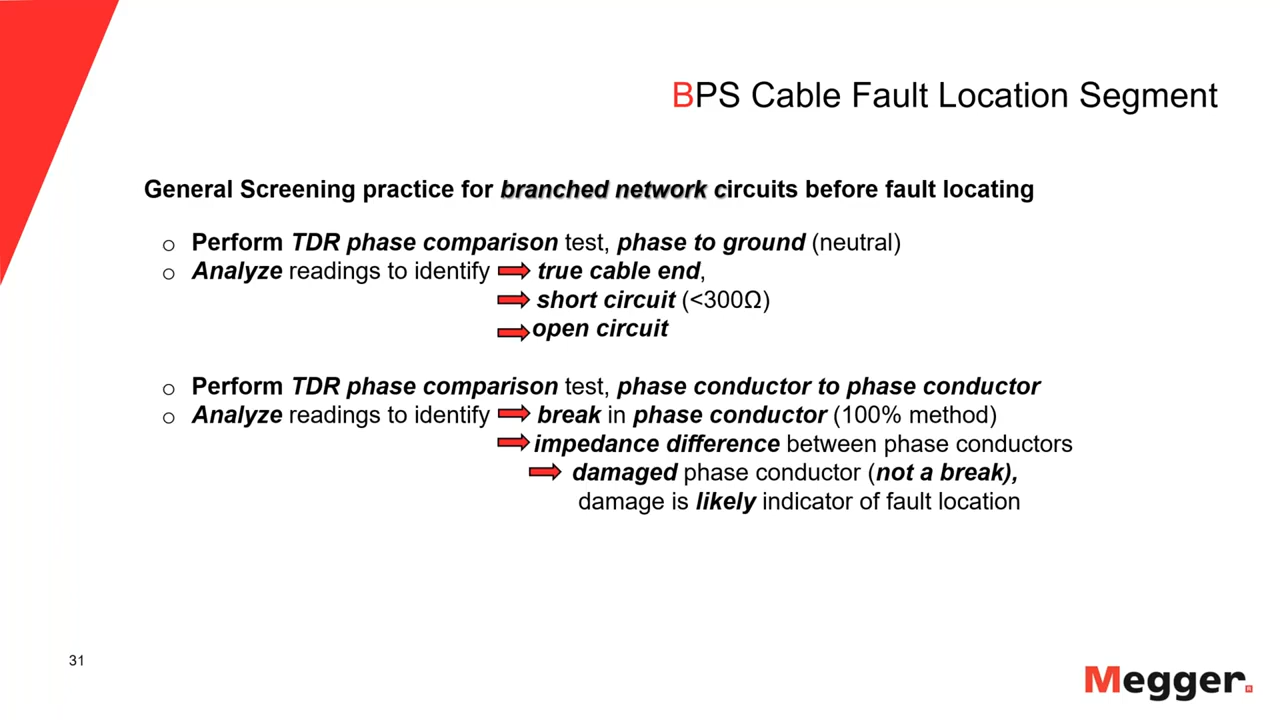 BPS Cable Fault Location Segment
General Screening practice for branched network circuits before fault locating
o Perform TDR phase comparison test, phase to ground (neutral)
o Analyze readings to identify true cable end,
short circuit (<300Ω)
open circuit
o Perform TDR phase comparison test, phase conductor to phase conductor
o Analyze readings to identify break in phase conductor (100% method)
impedance difference between phase conductors
damaged phase conductor (not a break),
damage is likely indicator of fault location
31
Megger